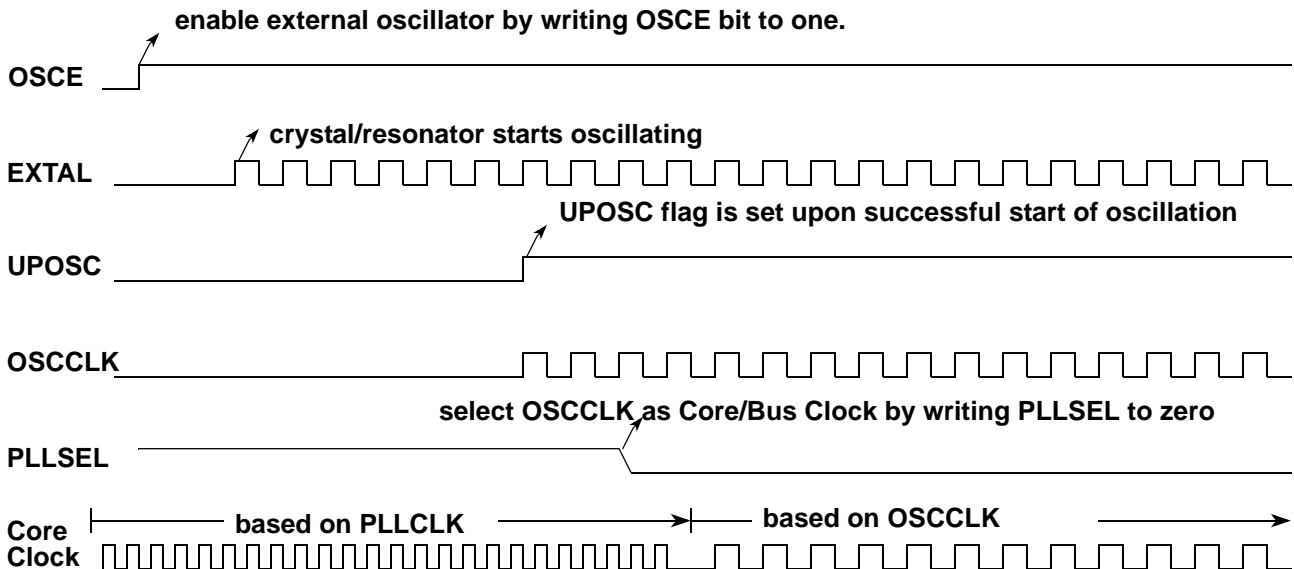 enable external oscillator by writing OSCE bit to one.
OSCE
crystal/resonator starts oscillating
EXTAL
UPOSC flag is set upon successful start of oscillation
UPOSC
OSCCLK
select OSCCLK as Core/Bus Clock by writing PLLSEL to zero
PLLSEL
based on PLLCLK
based on OSCCLK
Core
Clock